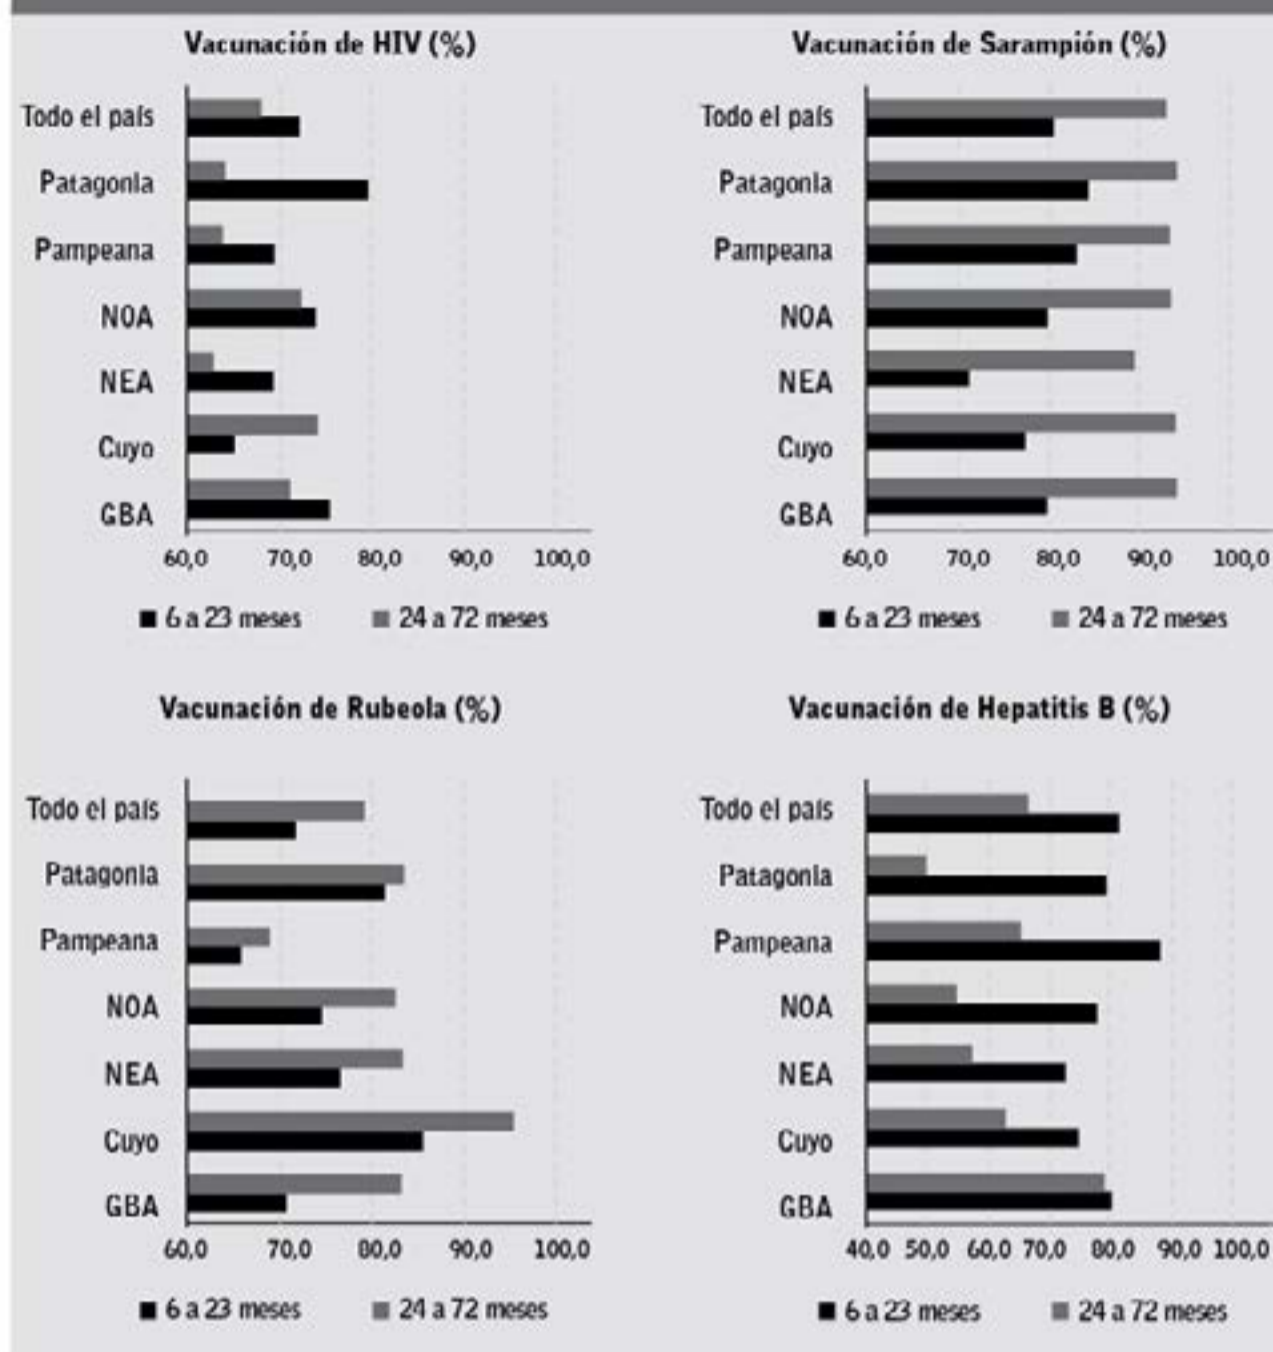 Vacunación de HIV (%)
Todo el país
Patagonia
Pampeana
NOA
NEA
Cuyo
GBA
60,0 70,0 80,0 90,0 100,0
6 a 23 meses 24 a 72 meses
Vacunación de Sarampión (%)
Todo el país
Patagonia
Pampeana
NOA
NEA
Cuyo
GBA
60,0 70,0 80,0 90,0 100,0
6 a 23 meses 24 a 72 meses
Vacunación de Rubeola (%)
Todo el país
Patagonia
Pampeana
NOA
NEA
Cuyo
GBA
60,0 70,0 80,0 90,0 100,0
6 a 23 meses 24 a 72 meses
Vacunación de Hepatitis B (%)
Todo el país
Patagonia
Pampeana
NOA
NEA
Cuyo
GBA
40,0 50,0 60,0 70,0 80,0 90,0 100,0
6 a 23 meses 24 a 72 meses